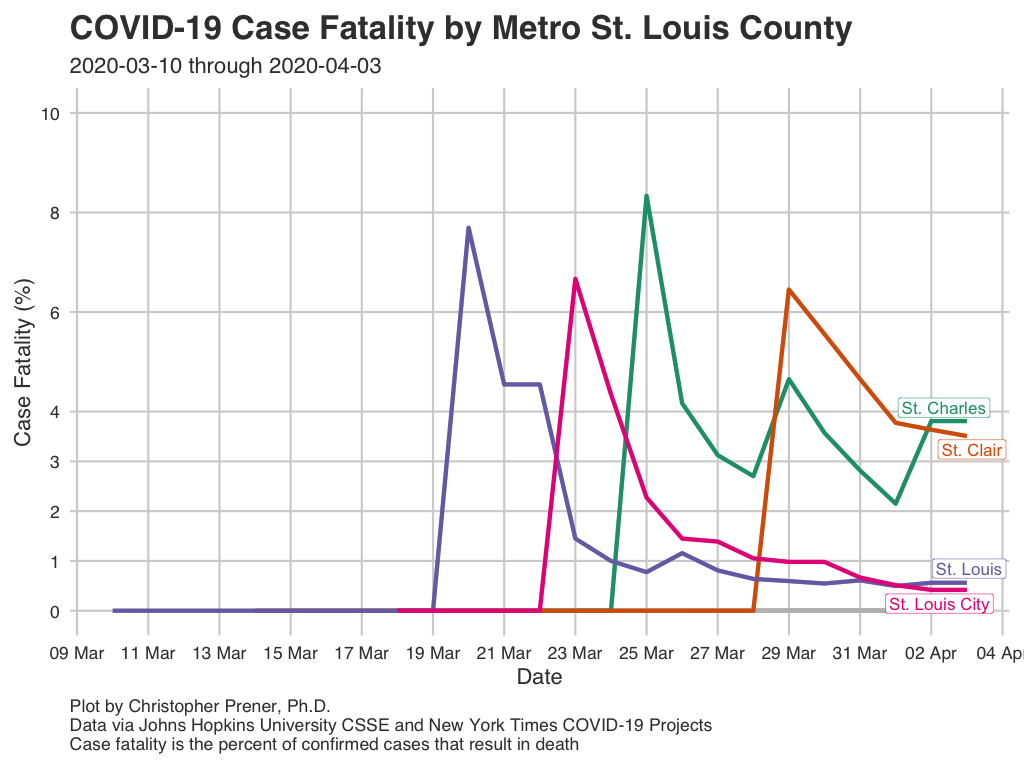 COVID-19 Case Fatality by Metro St. Louis County
2020-03-10 through 2020-04-03
Case Fatality (%)
10
8
6
4
3
2
1
0
St. Charles
St. Clair
St. Louis
St. Louis City
09 Mar 11 Mar 13 Mar 15 Mar 17 Mar 19 Mar 21 Mar 23 Mar 25 Mar 27 Mar 29 Mar 31 Mar 02 Apr 04 Apr
Date
Plot by Christopher Prener, Ph.D.
Data via Johns Hopkins University CSSE and New York Times COVID-19 Projects
Case fatality is the percent of confirmed cases that result in death